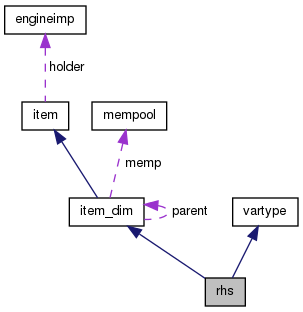 engineimp
holder
item
mempool
memp
item_dim
parent
vartype
rhs